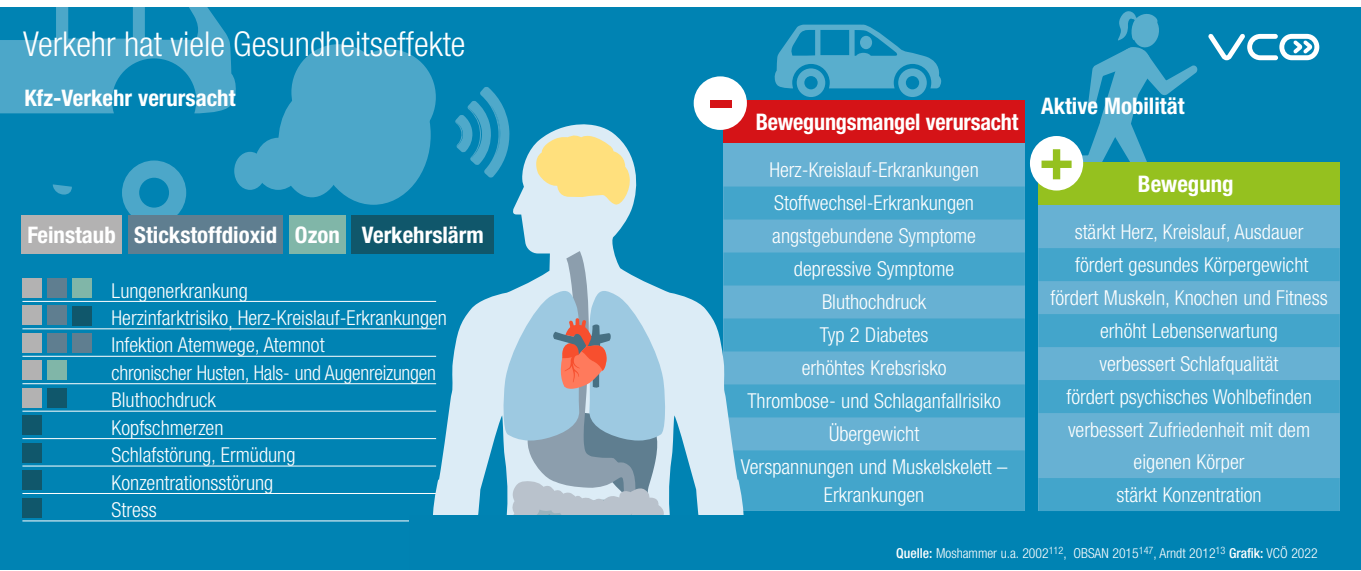 Verkehr hat viele Gesundheitseffekte
VCÖ
Kfz-Verkehr verursacht
Feinstaub
Stickstoffdioxid
Ozon
Verkehrslärm
Lungenerkrankung
Herzinfarktrisiko, Herz-Kreislauf-Erkrankungen
Infektion Atemwege, Atemnot
chronischer Husten, Hals- und Augenreizungen
Bluthochdruck
Kopfschmerzen
Schlafstörung, Ermüdung
Konzentrationsstörung
Stress
Bewegungsmangel verursacht
Herz-Kreislauf-Erkrankungen
Stoffwechsel-Erkrankungen
angstgebundene Symptome
depressive Symptome
Bluthochdruck
Typ 2 Diabetes
erhöhtes Krebsrisiko
Thrombose- und Schlaganfallrisiko
Übergewicht
Verspannungen und Muskelskelett –
Erkrankungen
Aktive Mobilität
Bewegung
stärkt Herz, Kreislauf, Ausdauer
fördert gesundes Körpergewicht
fördert Muskeln, Knochen und Fitness
erhöht Lebenserwartung
verbessert Schlafqualität
fördert psychisches Wohlbefinden
verbessert Zufriedenheit mit dem
eigenen Körper
stärkt Konzentration
Quelle: Moshammer u.a. 2002¹¹², OBSAN 2015¹⁴⁷, Arndt 2012¹³ Grafik: VCÖ 2022